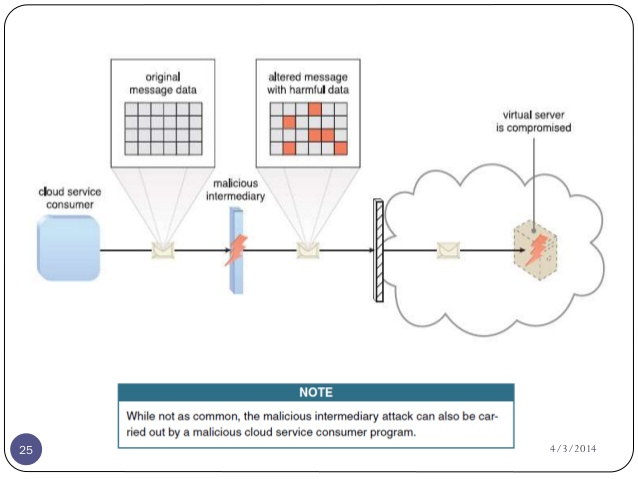 original
message data
altered message
with harmful data
virtual server
is compromised
cloud service
consumer
malicious
intermediary
NOTE
While not as common, the malicious intermediary attack can also be car-
ried out by a malicious cloud service consumer program.
25
4/3/2014